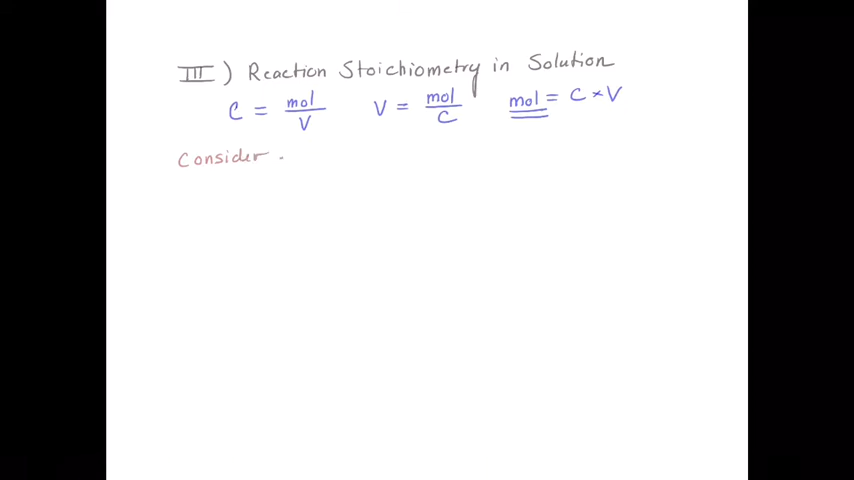 III) Reaction Stoichiometry in Solution
C = mol/V V = mol/C mol = C × V
Consider